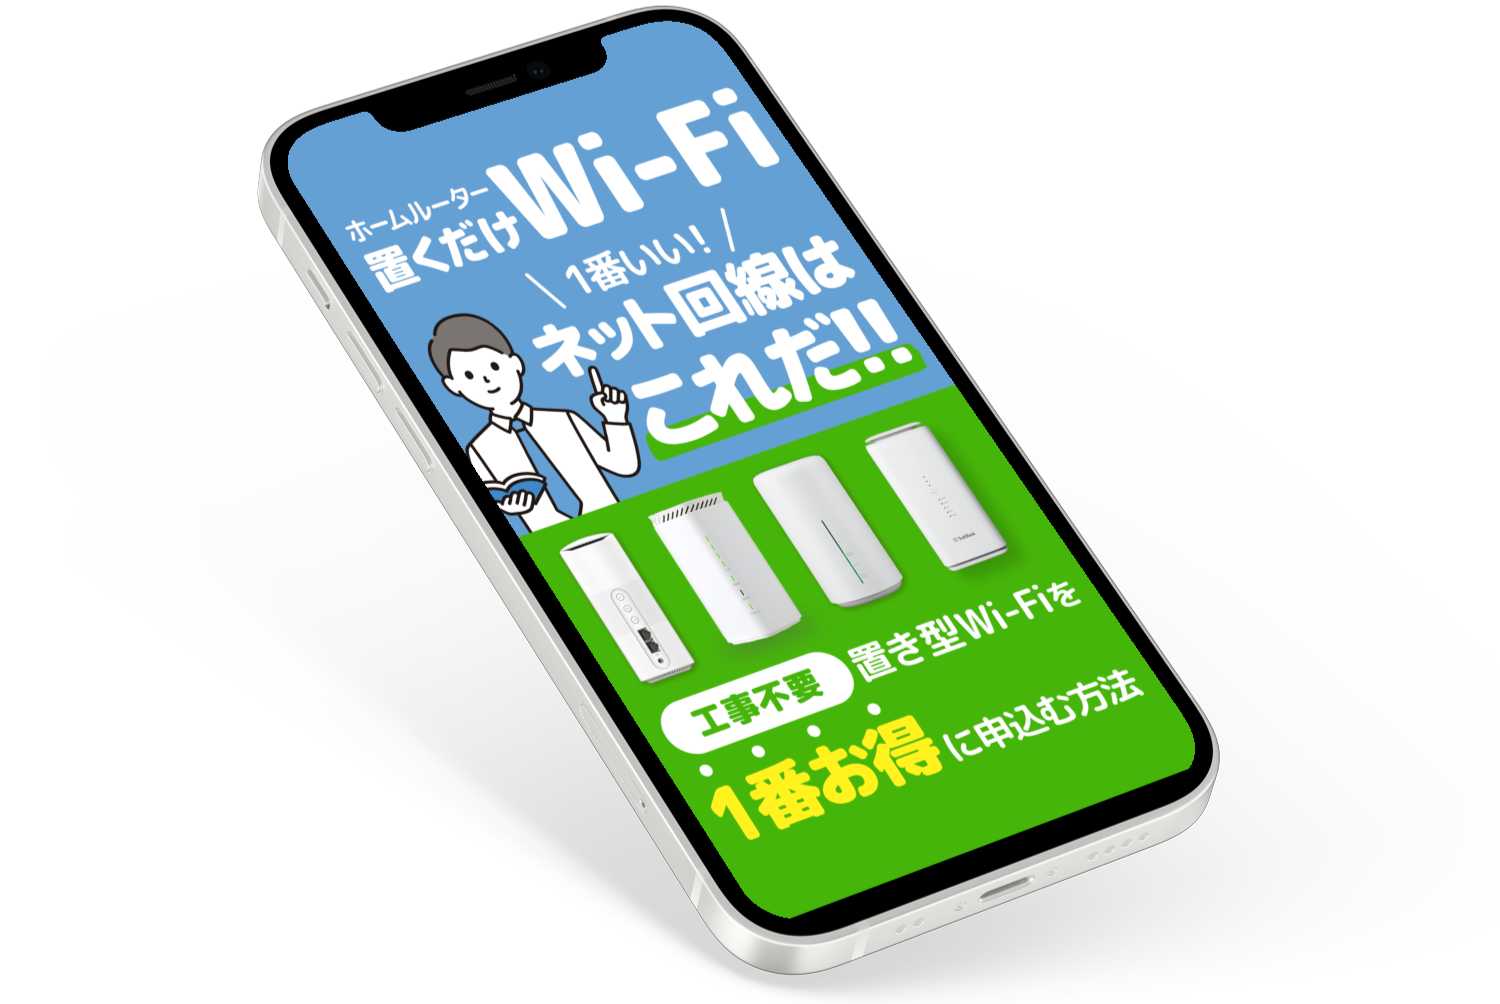 ホームルーター
置くだけWi-Fi
1番いい!
ネット回線は
これだ!!
SoftBank
工事不要 置き型Wi-Fiを
1番お得に申込む方法